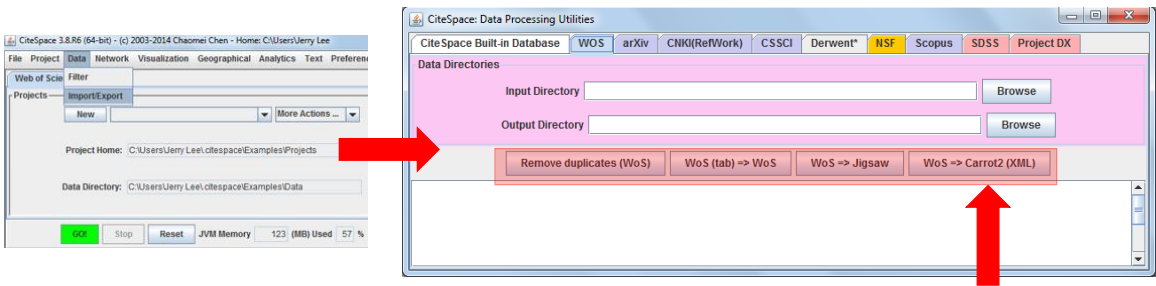 CiteSpace 3.8.R6 (64-bit) - (c) 2003-2014 Chaomei Chen - Home: C:\Users\Jerry Lee
File Project Data Network Visualization Geographical Analytics Text
Filter
Import/Export
Projects
New
More Actions ...
Project Home: C:\Users\Jerry Lee\.citespace\Examples\Projects
Data Directory: C:\Users\Jerry Lee\.citespace\Examples\Data
GO! Stop Reset JVM Memory 123 (MB) Used 57 %
CiteSpace: Data Processing Utilities
CiteSpace Built-in Database WOS arXiv CNKI(RefWork) CSSCI Derwent* NSF Scopus SDSS Project DX
Data Directories
Input Directory Browse
Output Directory Browse
Remove duplicates (WoS) WoS (tab) => WoS WoS => Jigsaw WoS => Carrot2 (XML)